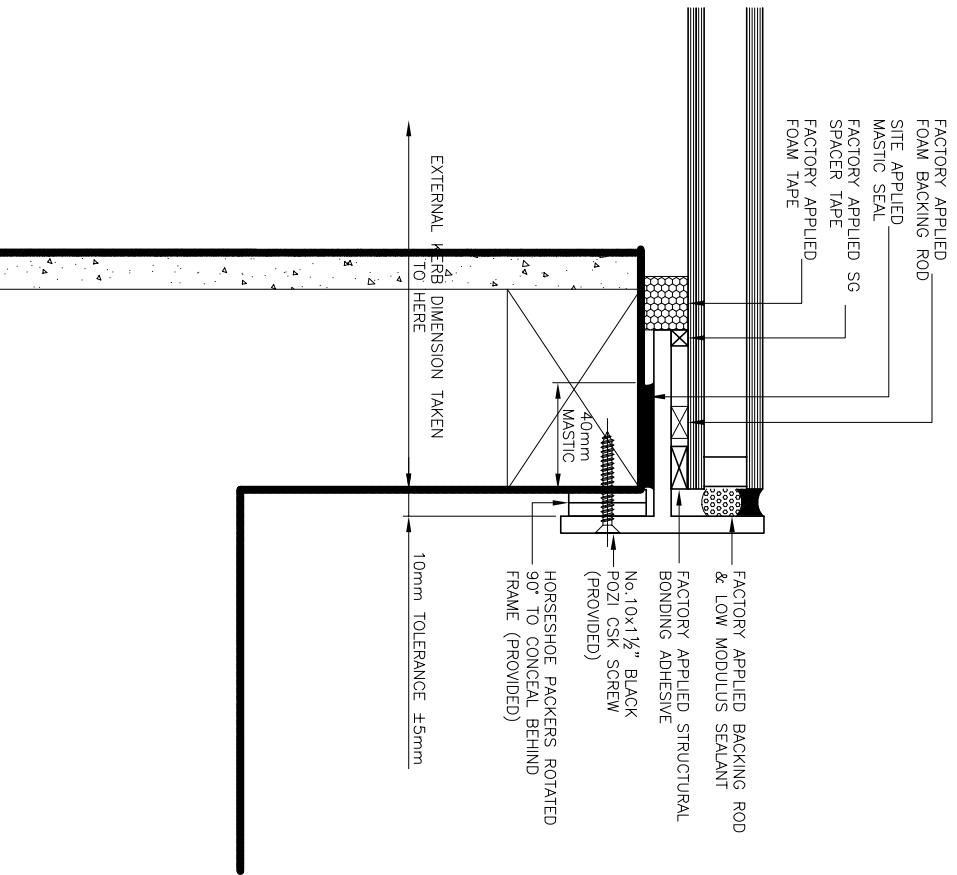 FACTORY APPLIED
FOAM BACKING ROD
SITE APPLIED
MASTIC SEAL
FACTORY APPLIED SG
SPACER TAPE
FACTORY APPLIED
FOAM TAPE
EXTERNAL KERB DIMENSION TAKEN
TO HERE
40mm
MASTIC
FACTORY APPLIED BACKING ROD
& LOW MODULUS SEALANT
FACTORY APPLIED STRUCTURAL
BONDING ADHESIVE
No.10x1½" BLACK
POZI CSK SCREW
(PROVIDED)
HORSESHOE PACKERS ROTATED
90° TO CONCEAL BEHIND
FRAME (PROVIDED)
10mm TOLERANCE ±5mm